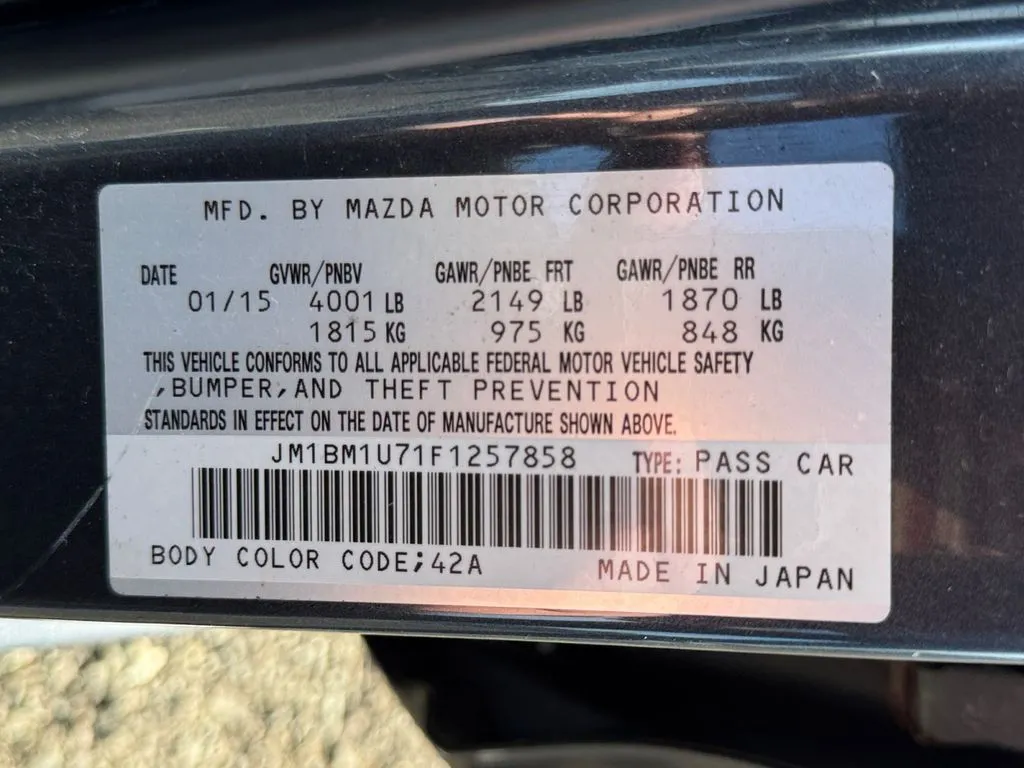 MFD. BY MAZDA MOTOR CORPORATION
DATE GVWR/PNBV GAWR/PNBE FRT GAWR/PNBE RR
01/15 4001 LB 2149 LB 1870 LB
1815 KG 975 KG 848 KG
THIS VEHICLE CONFORMS TO ALL APPLICABLE FEDERAL MOTOR VEHICLE SAFETY
,BUMPER,AND THEFT PREVENTION
STANDARDS IN EFFECT ON THE DATE OF MANUFACTURE SHOWN ABOVE.
JM1BM1U71F1257858 TYPE: PASS CAR
BODY COLOR CODE;42A MADE IN JAPAN